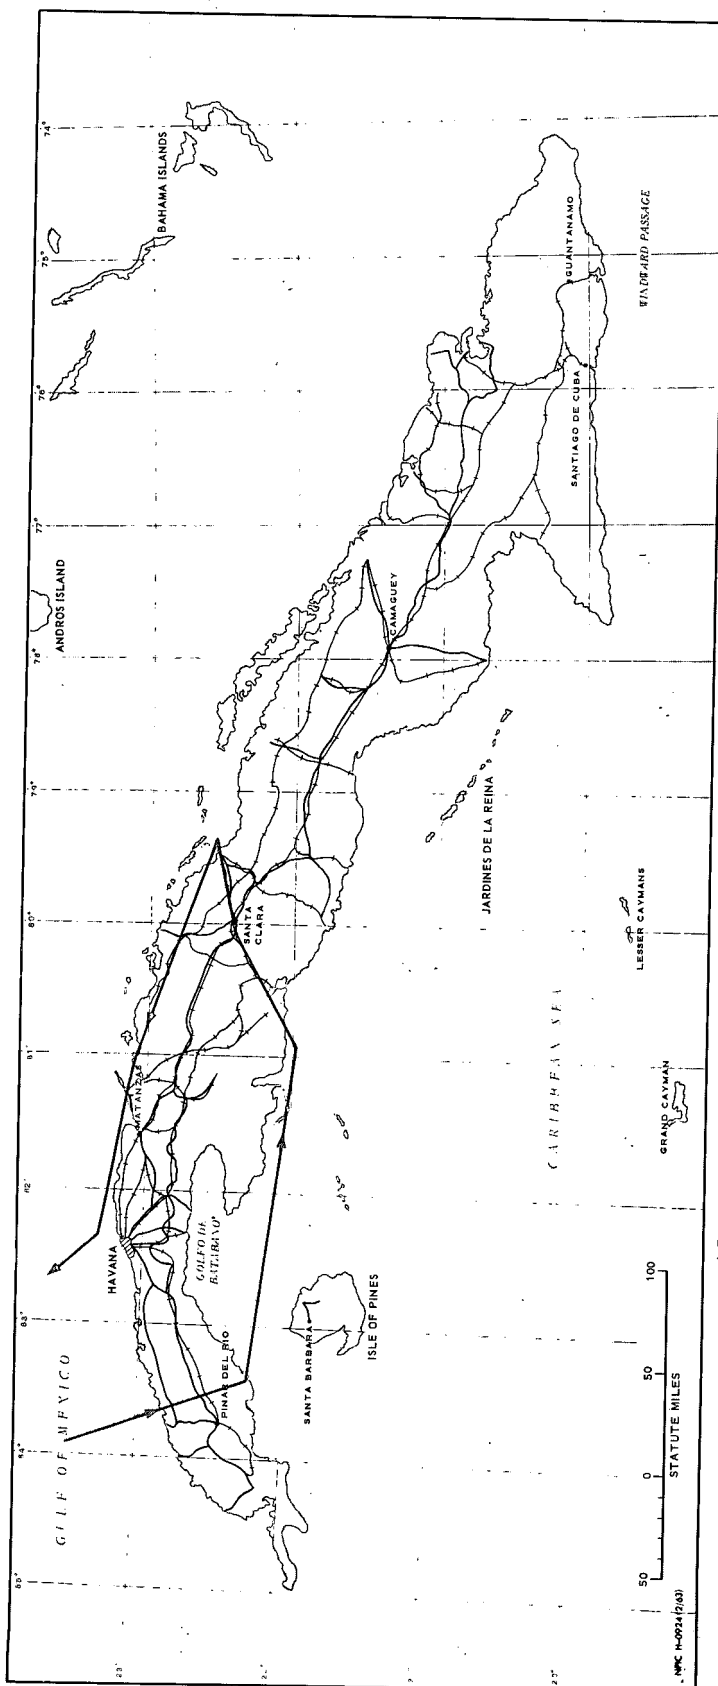 85°
84°
83°
82°
81°
80°
79°
78°
77°
76°
75°
74°
GULF OF MEXICO
ANDROS ISLAND
BAHAMA ISLANDS
HAVANA
MATANZAS
PINAR DEL RIO
GOLFO DE
BATABANO
SANTA
CLARA
CAMAGUEY
SANTA BARBARA
ISLE OF PINES
JARDINES DE LA REINA
SANTIAGO DE CUBA
GUANTANAMO
WINDWARD PASSAGE
CARIBBEAN SEA
LESSER CAYMANS
GRAND CAYMAN
50 0 50 100
STATUTE MILES
NPIC H-0924 (2/63)